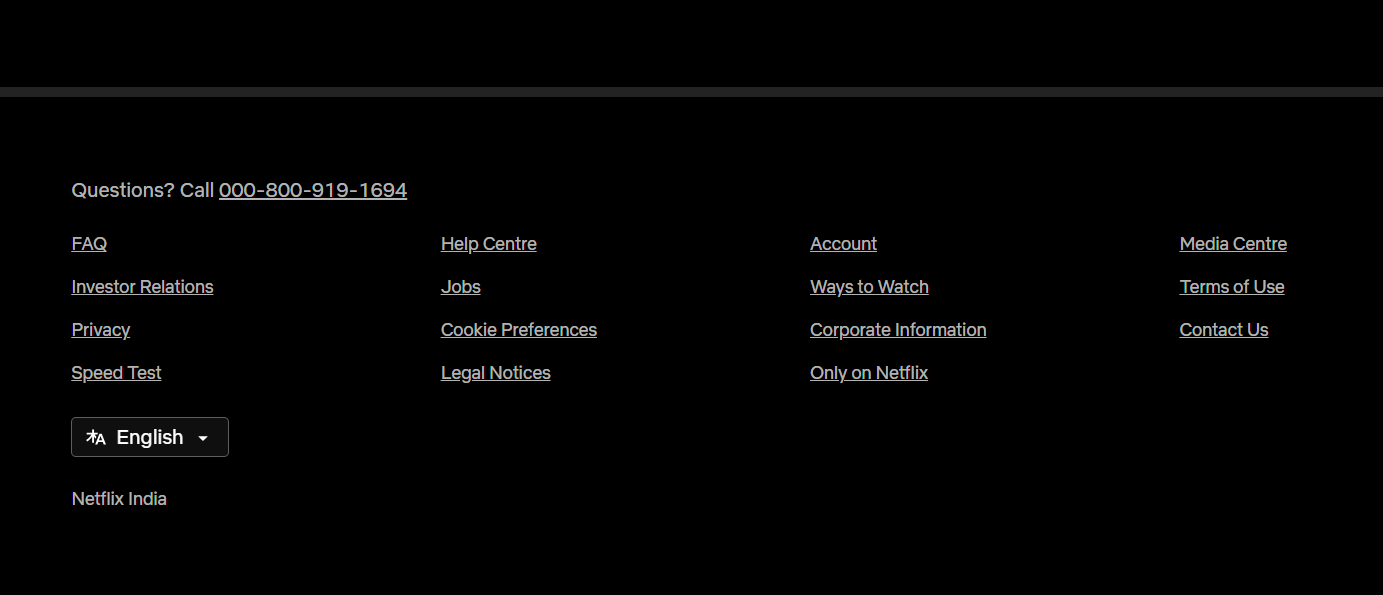 Questions? Call 000-800-919-1694
FAQ
Help Centre
Account
Media Centre
Investor Relations
Jobs
Ways to Watch
Terms of Use
Privacy
Cookie Preferences
Corporate Information
Contact Us
Speed Test
Legal Notices
Only on Netflix
English
Netflix India